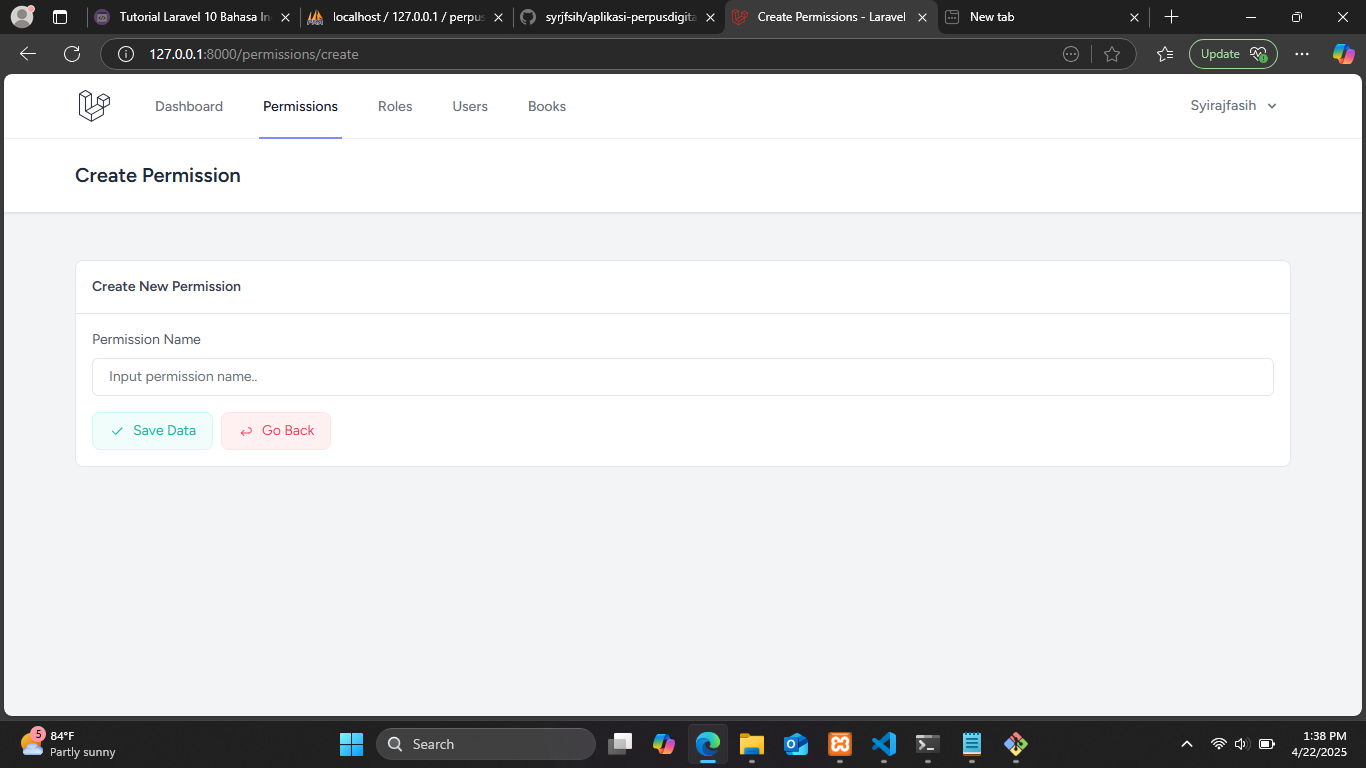 Tutorial Laravel 10 Bahasa In
localhost / 127.0.0.1 / perpus
syrjfsih/aplikasi-perpusdigita
Create Permissions - Laravel
New tab
127.0.0.1:8000/permissions/create
Update
Dashboard
Permissions
Roles
Users
Books
Syirajfasih
Create Permission
Create New Permission
Permission Name
Input permission name..
Save Data
Go Back
5
84°F
Partly sunny
Search
1:38 PM
4/22/2025